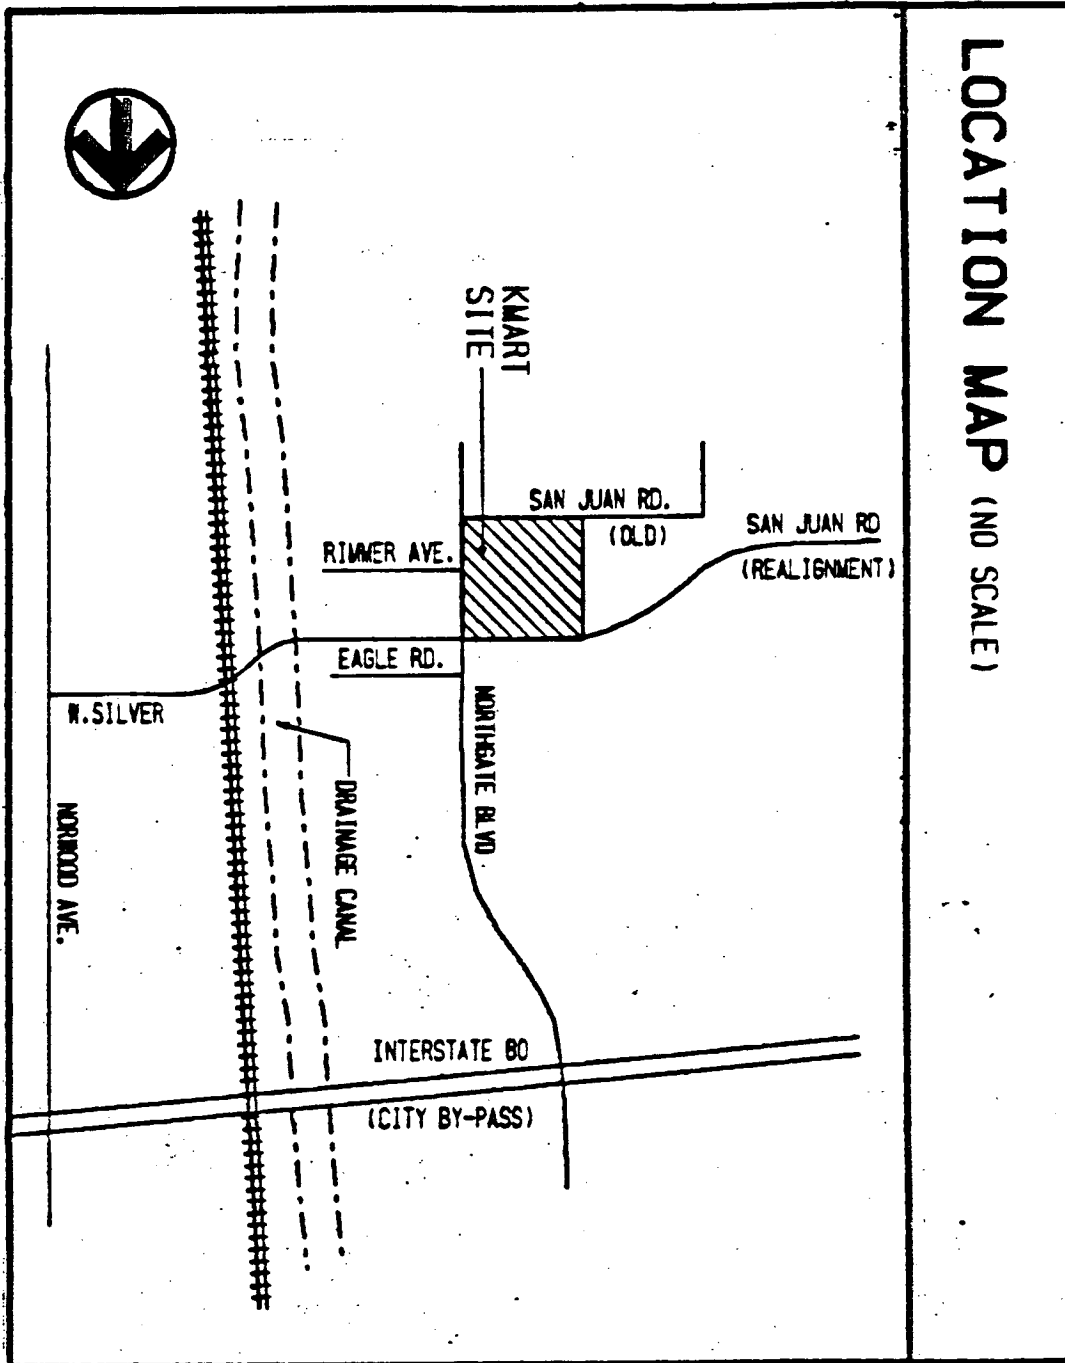 LOCATION MAP (NO SCALE)
KMART
SITE
SAN JUAN RD.
(OLD)
SAN JUAN RD
(REALIGNMENT)
RIMMER AVE.
EAGLE RD.
W.SILVER
NORTHGATE BLVD
DRAINAGE CANAL
NORWOOD AVE.
INTERSTATE 80
(CITY BY-PASS)